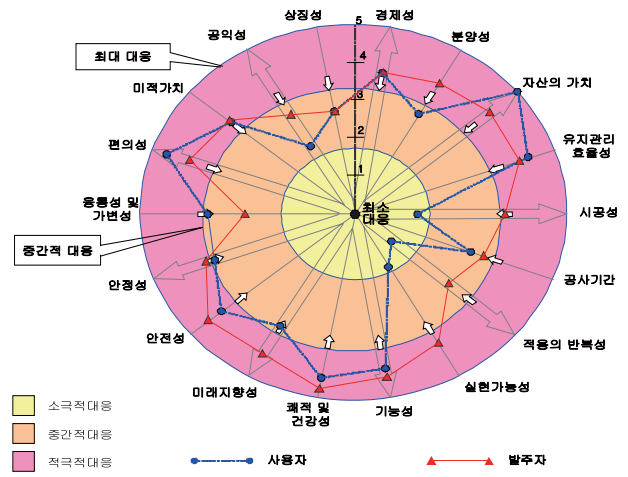 상징성
5
경제성
공익성
분양성
최대 대응
4
미적가치
자산의 가치
3
편의성
2
유지관리
효율성
1
융통성 및
가변성
최소
대응
시공성
중간적 대응
안정성
공사기간
안전성
적용의 반복성
미래지향성
쾌적 및
건강성
기능성
실현가능성
소극적대응
중간적대응
적극적대응
사용자
발주자